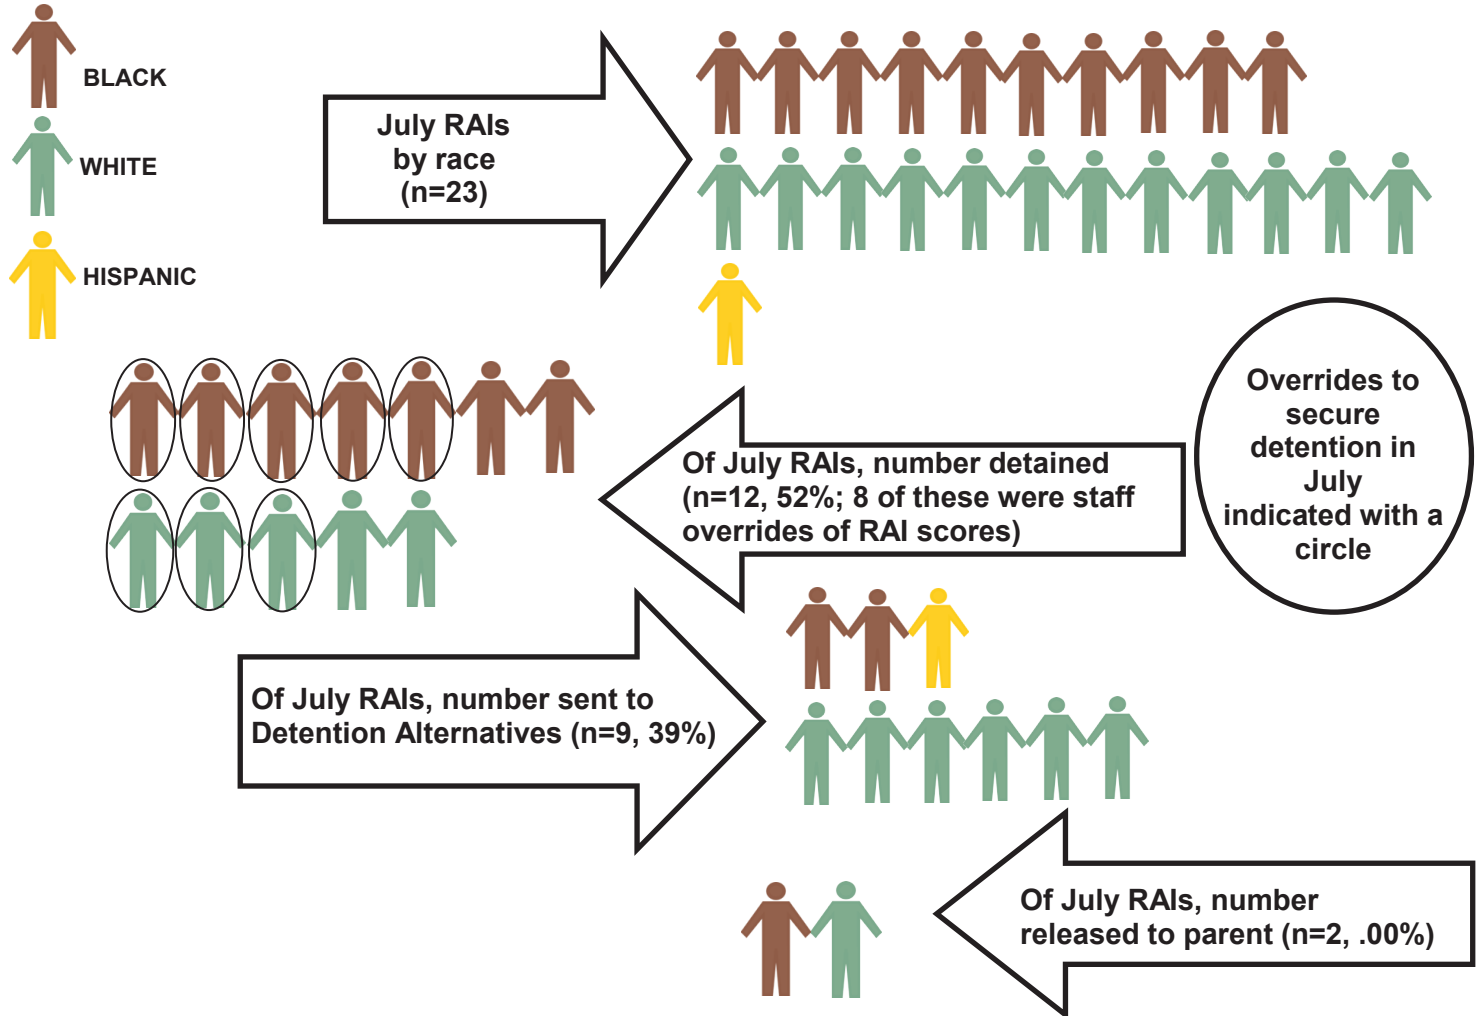 BLACK
WHITE
HISPANIC
July RAIs
by race
(n=23)
Overrides to
secure
detention in
July
indicated with a
circle
Of July RAIs, number detained
(n=12, 52%; 8 of these were staff
overrides of RAI scores)
Of July RAIs, number sent to
Detention Alternatives (n=9, 39%)
Of July RAIs, number
released to parent (n=2, .00%)